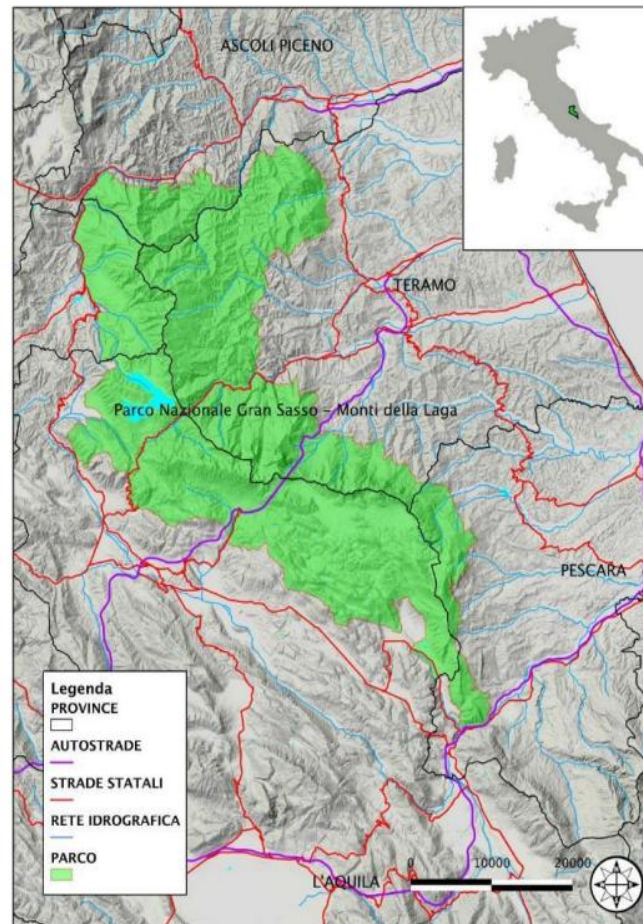 ASCOLI PICENO
TERAMO
Parco Nazionale Gran Sasso – Monti della Laga
PESCARA
Legenda
PROVINCE
AUTOSTRADE
STRADE STATALI
RETE IDROGRAFICA
PARCO
L'AQUILA
0 10000 20000